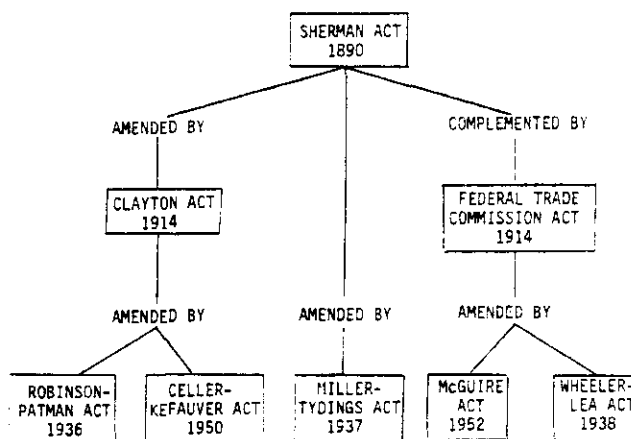 SHERMAN ACT
1890
AMENDED BY
COMPLEMENTED BY
CLAYTON ACT
1914
FEDERAL TRADE
COMMISSION ACT
1914
AMENDED BY
AMENDED BY
AMENDED BY
ROBINSON-
PATMAN ACT
1936
CELLER-
KEFAUVER ACT
1950
MILLER-
TYDINGS ACT
1937
McGUIRE
ACT
1952
WHEELER-
LEA ACT
1938